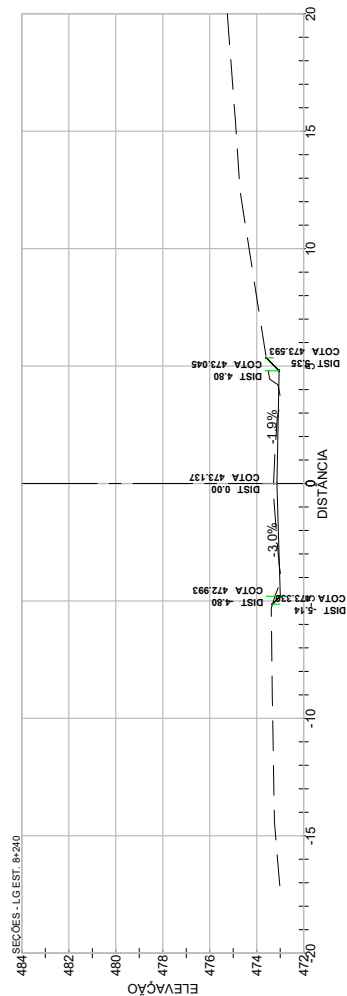 SEÇÕES - LG EST. 8+240
ELEVAÇÃO
484
482
480
478
476
474
472
-20
-15
-10
0
5
10
15
20
DISTÂNCIA
-3.0%
-1.9%
DIST -5.14
DIST -4.80
COTA 472.993
DIST 0.00
COTA 473.137
DIST 4.80
COTA 473.045
DIST 5.35
COTA 473.593